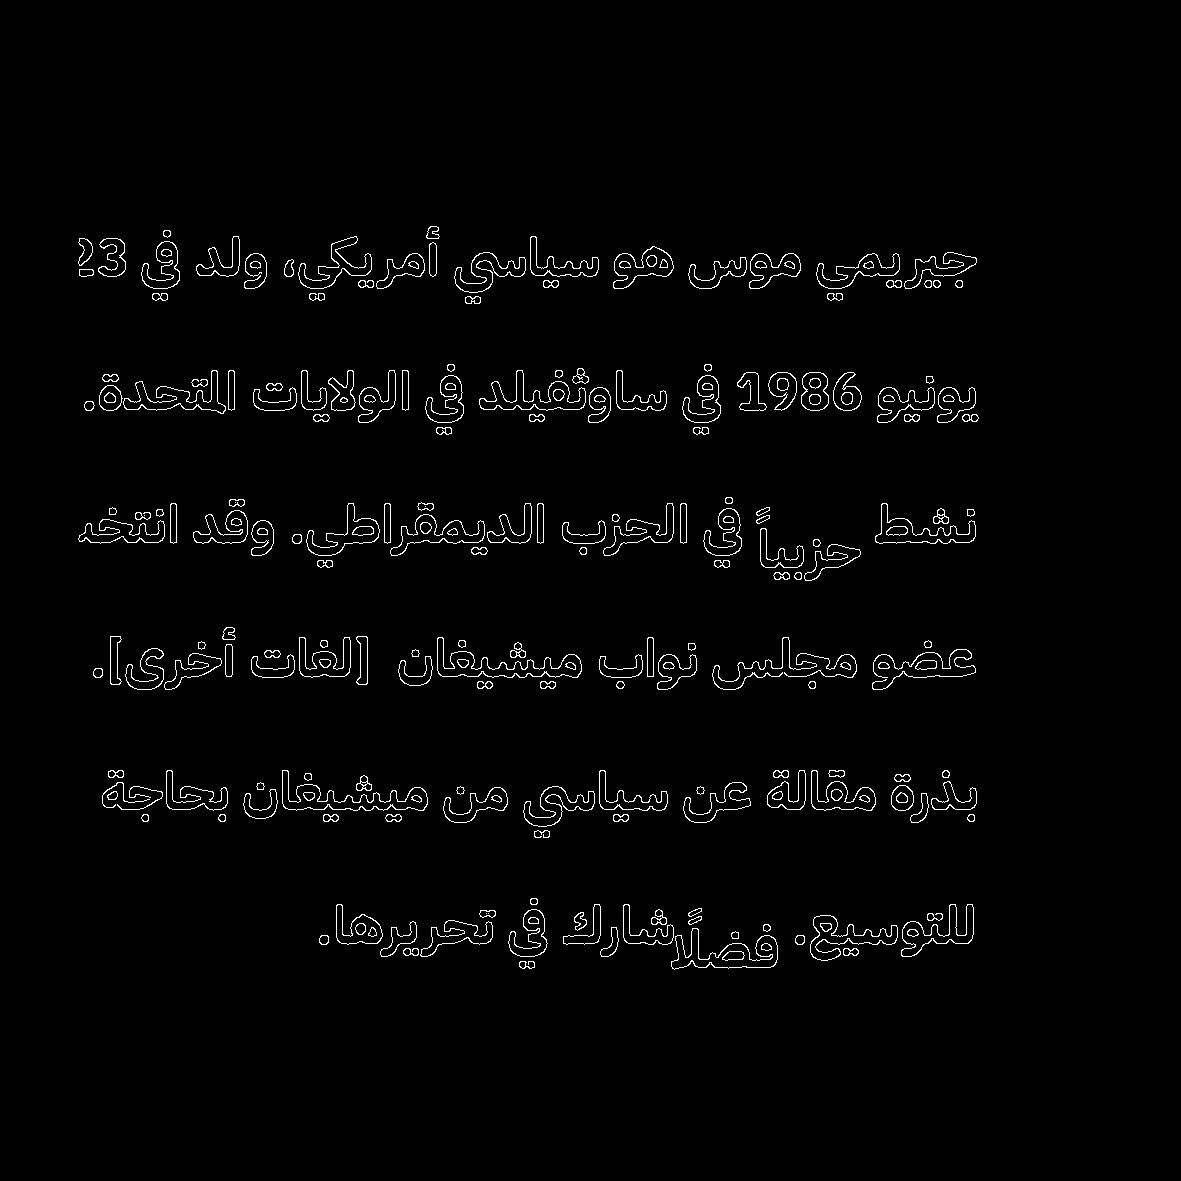 جيريمي موس هو سياسي أمريكي، ولد في 23
يونيو 1986 في ساوثفيلد في الولايات المتحدة.
نشط حزبياً في الحزب الديمقراطي. وقد
عضو مجلس نواب ميشيغان [لغات أخرى].
بذرة مقالة عن سياسي من ميشيغان بحاجة
للتوسيع. فضلًا شارك في تحريرها.